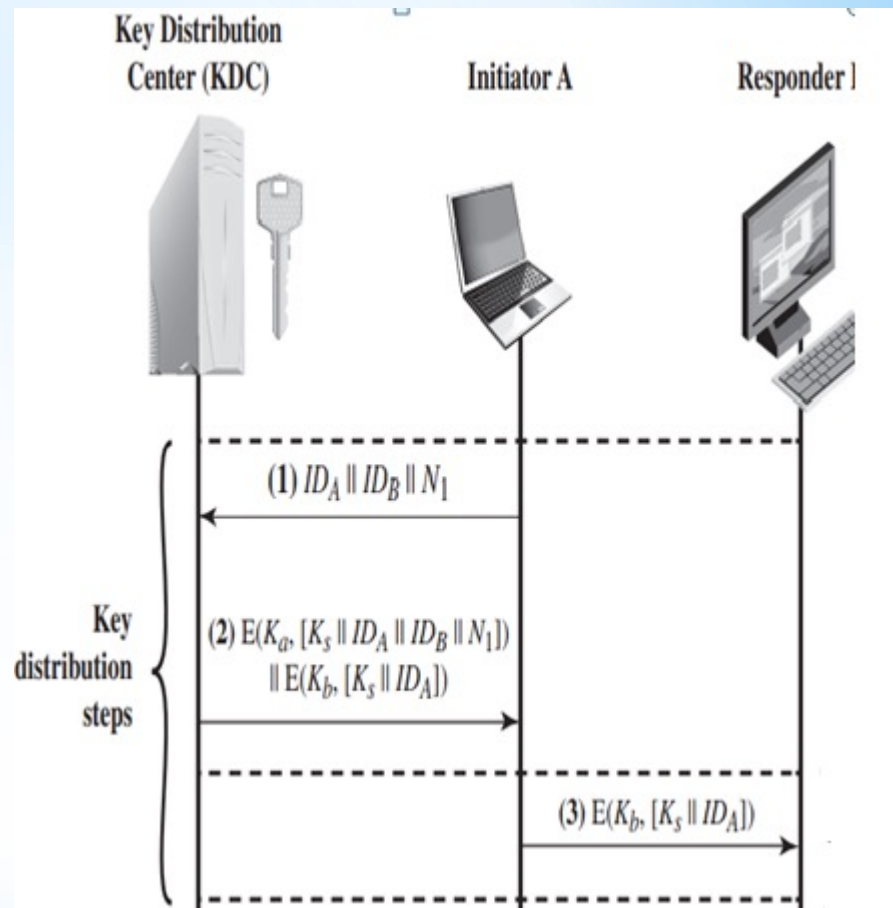 Key Distribution
Center (KDC)
Initiator A
Responder
(1) ID_A || ID_B || N_1
Key
distribution
steps
(2) E(K_a, [K_s || ID_A || ID_B || N_1])
|| E(K_b, [K_s || ID_A])
(3) E(K_b, [K_s || ID_A])